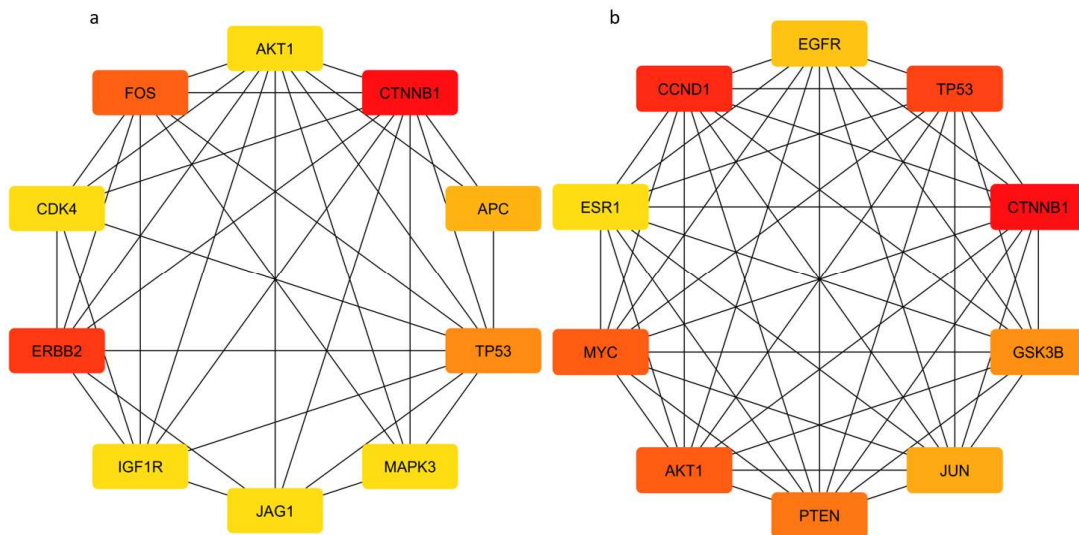 a
AKT1
FOS
CTNNB1
CDK4
APC
ERBB2
TP53
IGF1R
MAPK3
JAG1
b
EGFR
CCND1
TP53
ESR1
CTNNB1
MYC
GSK3B
AKT1
JUN
PTEN